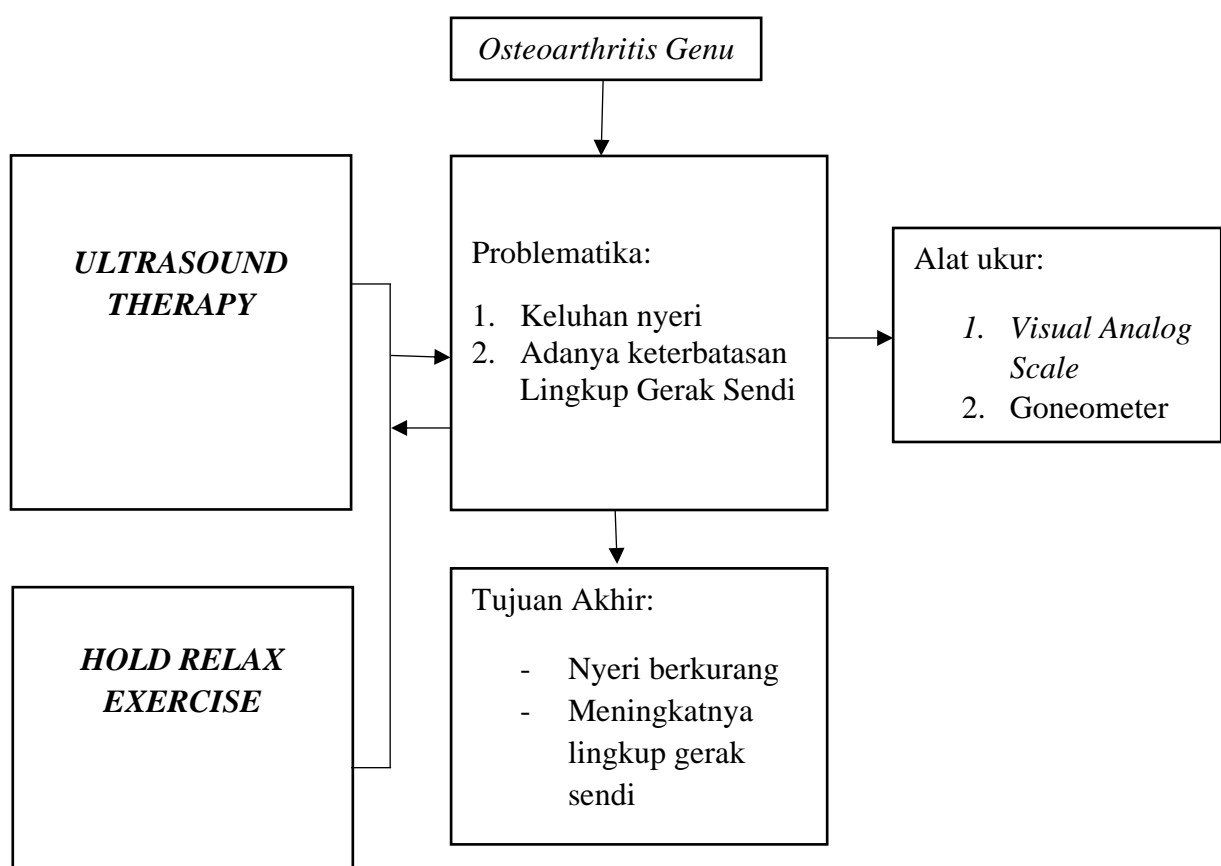 Osteoarthritis Genu
ULTRASOUND
THERAPY
Problematika:
1. Keluhan nyeri
2. Adanya keterbatasan
Lingkup Gerak Sendi
Alat ukur:
1. Visual Analog
Scale
2. Goneometer
HOLD RELAX
EXERCISE
Tujuan Akhir:
- Nyeri berkurang
- Meningkatnya
lingkup gerak
sendi